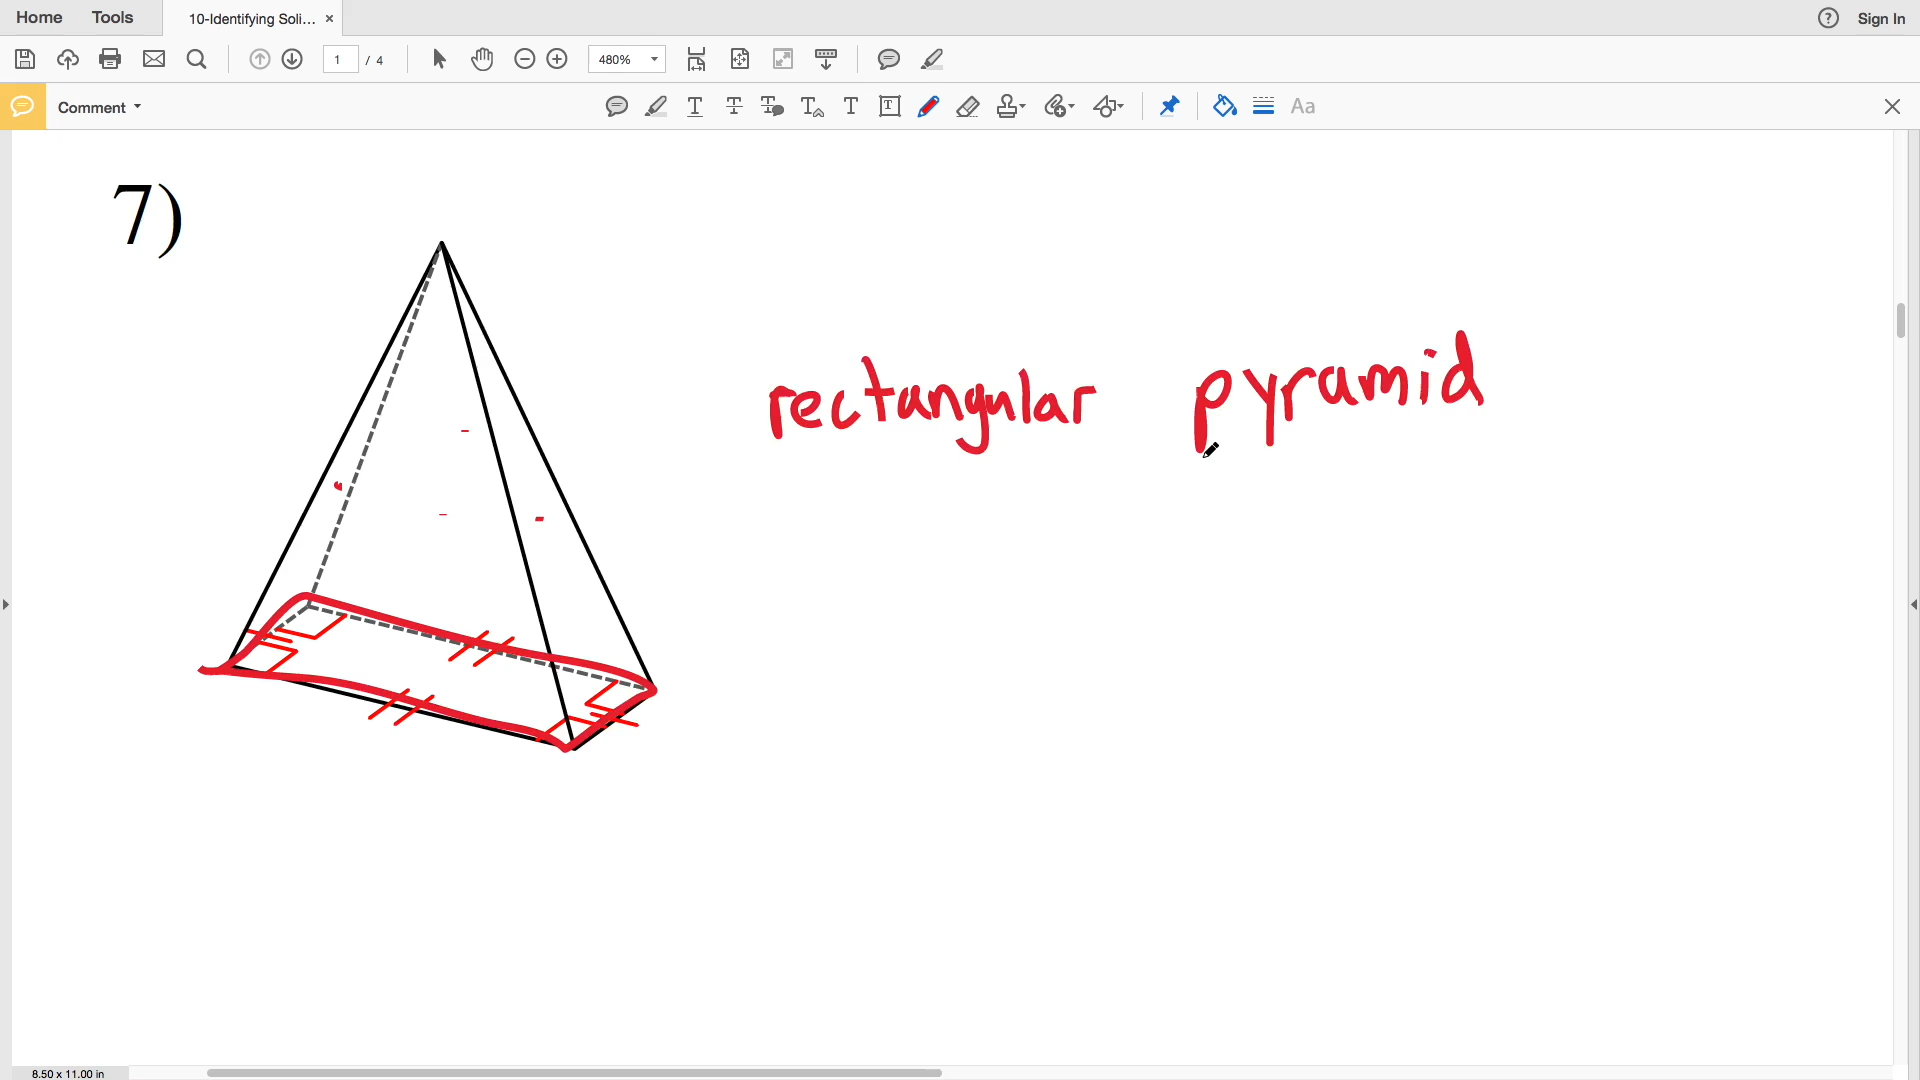 Home Tools 10-Identifying Soli... × ? Sign In
1 / 4 480%
Comment Aa
7)
rectangular pyramid
8.50 x 11.00 in